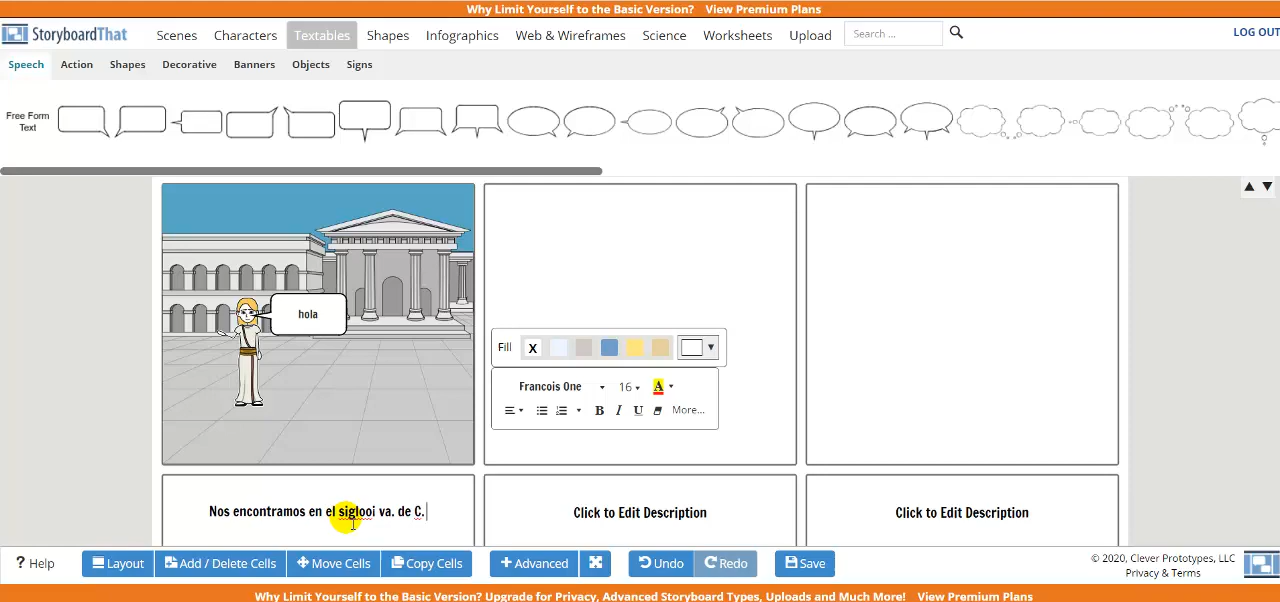 Why Limit Yourself to the Basic Version? View Premium Plans
StoryboardThat Scenes Characters Textables Shapes Infographics Web & Wireframes Science Worksheets Upload Search ... LOG OUT
Speech Action Shapes Decorative Banners Objects Signs
Free Form
Text
hola
Fill X
Francois One 16 A
B I U More...
Nos encontramos en el siglooi va. de C.
Click to Edit Description
Click to Edit Description
? Help Layout Add / Delete Cells Move Cells Copy Cells Advanced Undo Redo Save
© 2020, Clever Prototypes, LLC
Privacy & Terms
Why Limit Yourself to the Basic Version? Upgrade for Privacy, Advanced Storyboard Types, Uploads and Much More! View Premium Plans